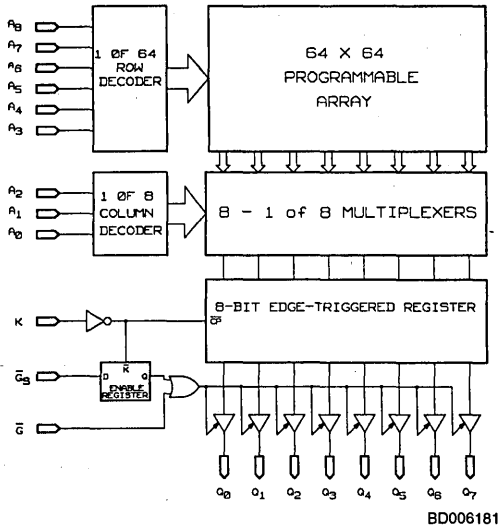 A8
A7
A6
A5
A4
A3
1 OF 64
ROW
DECODER
64 X 64
PROGRAMMABLE
ARRAY
A2
A1
A0
1 OF 8
COLUMN
DECODER
8 - 1 of 8 MULTIPLEXERS
8-BIT EDGE-TRIGGERED REGISTER
K
C̅P̅
K̅
G̅S
D
Q
ENABLE
REGISTER
G̅
Q0 Q1 Q2 Q3 Q4 Q5 Q6 Q7
BD006181